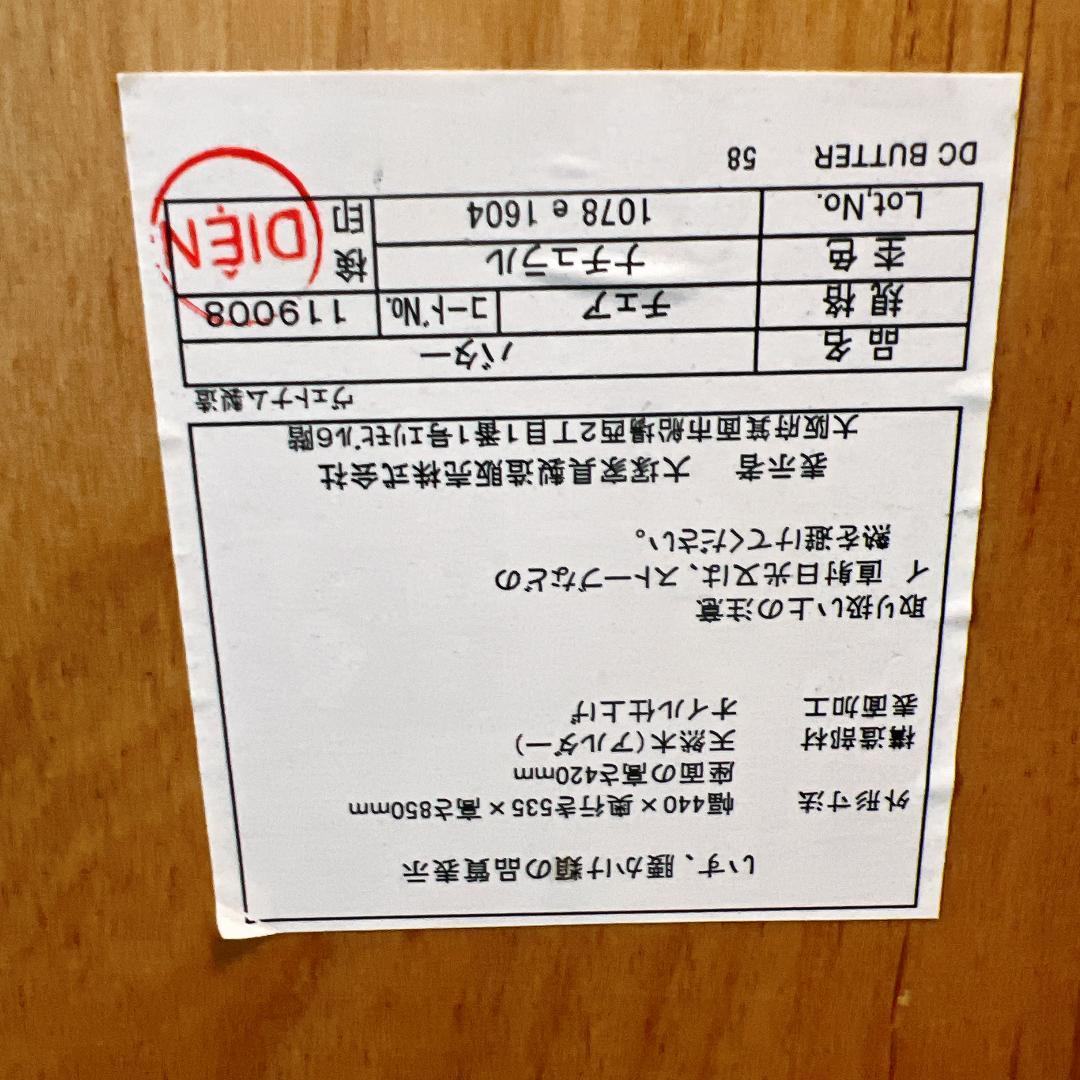 いす、腰かけ類の品質表示
外形寸法 幅440×奥行き535×高さ850mm
座面の高さ420mm
構造部材 天然木(アルダー)
表面加工 オイル仕上げ
取り扱い上の注意
イ 直射日光又は、ストーブなどの
熱を避けてください。
表示者 大塚家具製造販売株式会社
大阪府箕面市船場西2丁目1番1号エリモビル6階
ヴェトナム製造
品名 バター
規格 チェア コードNo. 119008
本色 ナチュラル 検印 DIỆN
Lot,No. 1078 e 1604
DC BUTTER 58